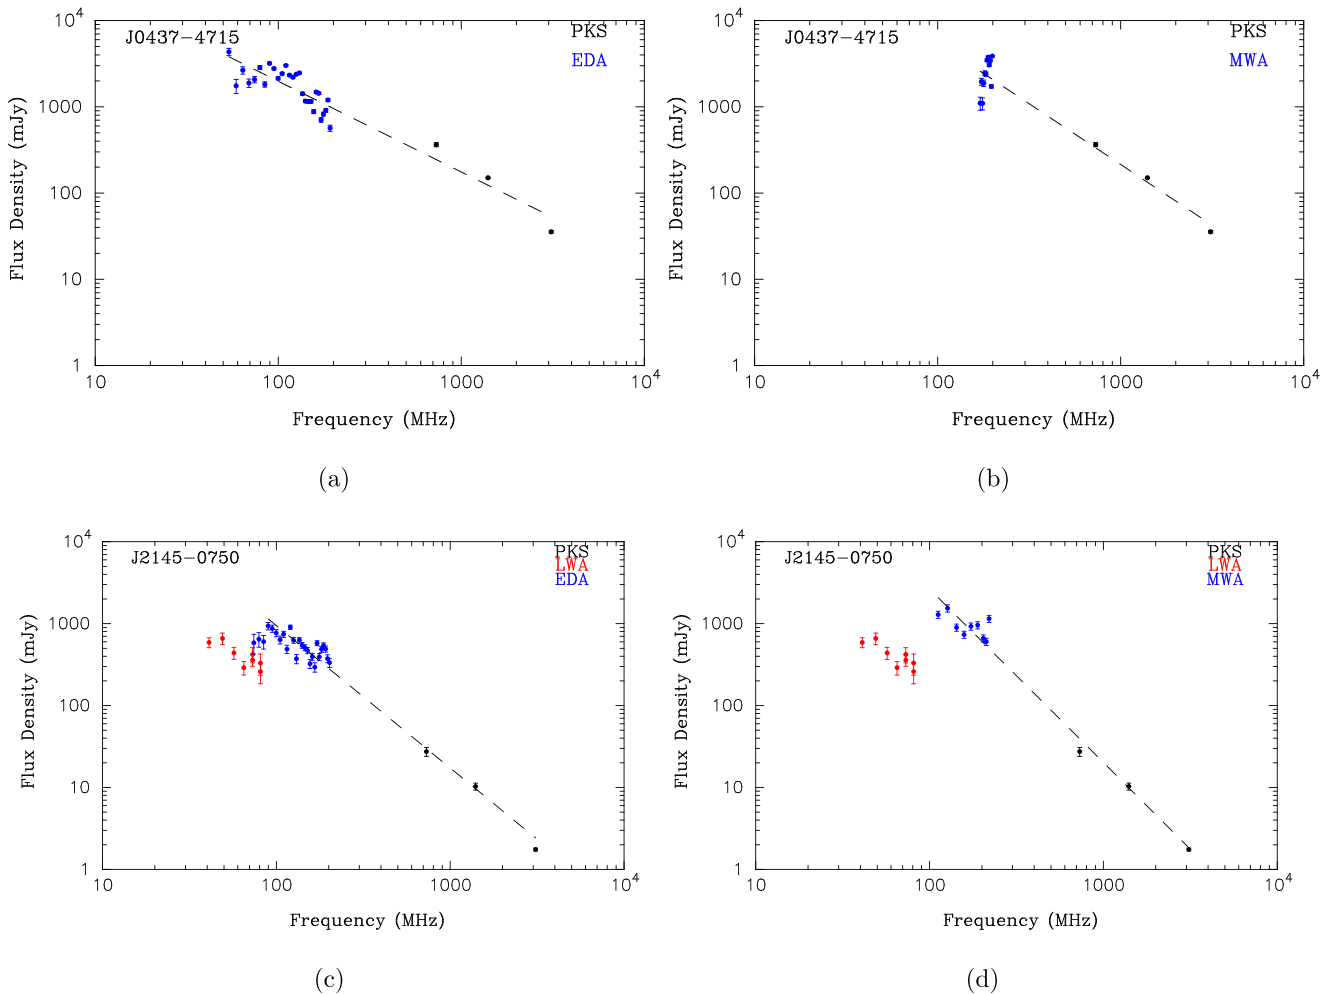 J0437-4715
PKS
EDA
10^4
1000
100
10
1
Flux Density (mJy)
10
100
1000
10^4
Frequency (MHz)
(a)
J0437-4715
PKS
MWA
10^4
1000
100
10
1
Flux Density (mJy)
10
100
1000
10^4
Frequency (MHz)
(b)
J2145-0750
PKS
LWA
EDA
10^4
1000
100
10
1
Flux Density (mJy)
10
100
1000
10^4
Frequency (MHz)
(c)
J2145-0750
PKS
LWA
MWA
10^4
1000
100
10
1
Flux Density (mJy)
10
100
1000
10^4
Frequency (MHz)
(d)